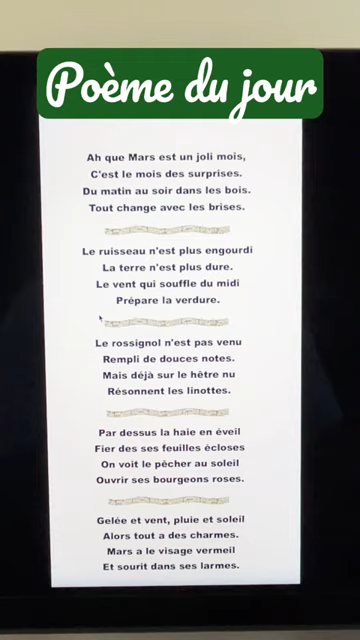 Poème du jour
Ah que Mars est un joli mois,
C'est le mois des surprises.
Du matin au soir dans les bois.
Tout change avec les brises.
Le ruisseau n'est plus engourdi
La terre n'est plus dure.
Le vent qui souffle du midi
Prépare la verdure.
Le rossignol n'est pas venu
Rempli de douces notes.
Mais déjà sur le hêtre nu
Résonnent les linottes.
Par dessus la haie en éveil
Fier des ses feuilles écloses
On voit le pêcher au soleil
Ouvrir ses bourgeons roses.
Gelée et vent, pluie et soleil
Alors tout a des charmes.
Mars a le visage vermeil
Et sourit dans ses larmes.